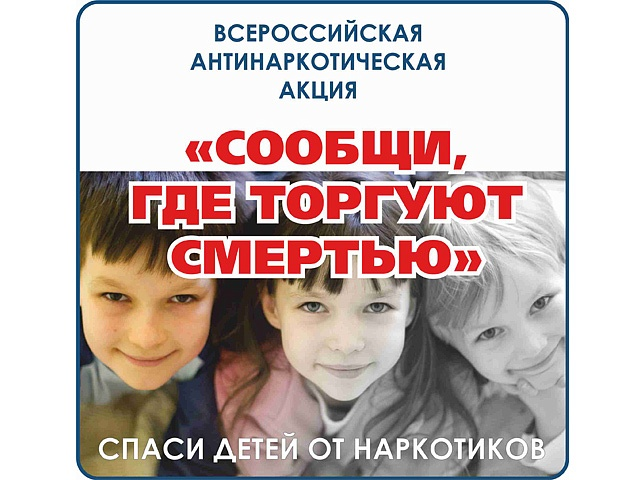 ВСЕРОССИЙСКАЯ
АНТИНАРКОТИЧЕСКАЯ
АКЦИЯ
«СООБЩИ,
ГДЕ ТОРГУЮТ
СМЕРТЬЮ»
СПАСИ ДЕТЕЙ ОТ НАРКОТИКОВ